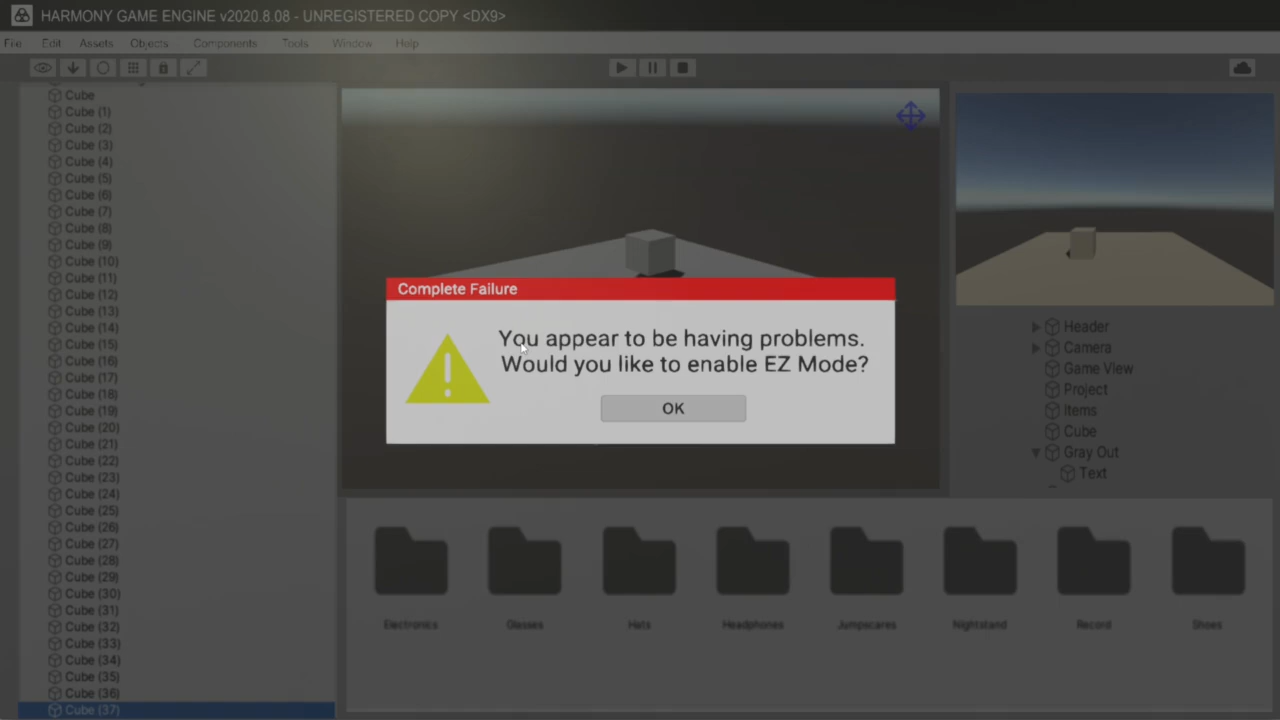 HARMONY GAME ENGINE v2020.8.08 - UNREGISTERED COPY <DX9>
File Edit Assets Objects Components Tools Window Help
Cube
Cube (1)
Cube (2)
Cube (3)
Cube (4)
Cube (5)
Cube (6)
Cube (7)
Cube (8)
Cube (9)
Cube (10)
Cube (11)
Cube (12)
Cube (13)
Cube (14)
Cube (15)
Cube (16)
Cube (17)
Cube (18)
Cube (19)
Cube (20)
Cube (21)
Cube (22)
Cube (23)
Cube (24)
Cube (25)
Cube (26)
Cube (27)
Cube (28)
Cube (29)
Cube (30)
Cube (31)
Cube (32)
Cube (33)
Cube (34)
Cube (35)
Cube (36)
Cube (37)
Complete Failure
You appear to be having problems.
Would you like to enable EZ Mode?
OK
Header
Camera
Game View
Project
Items
Cube
Gray Out
Text
Electronics Glasses Hats Headphones Jumpscares Nightstand Record Shoes